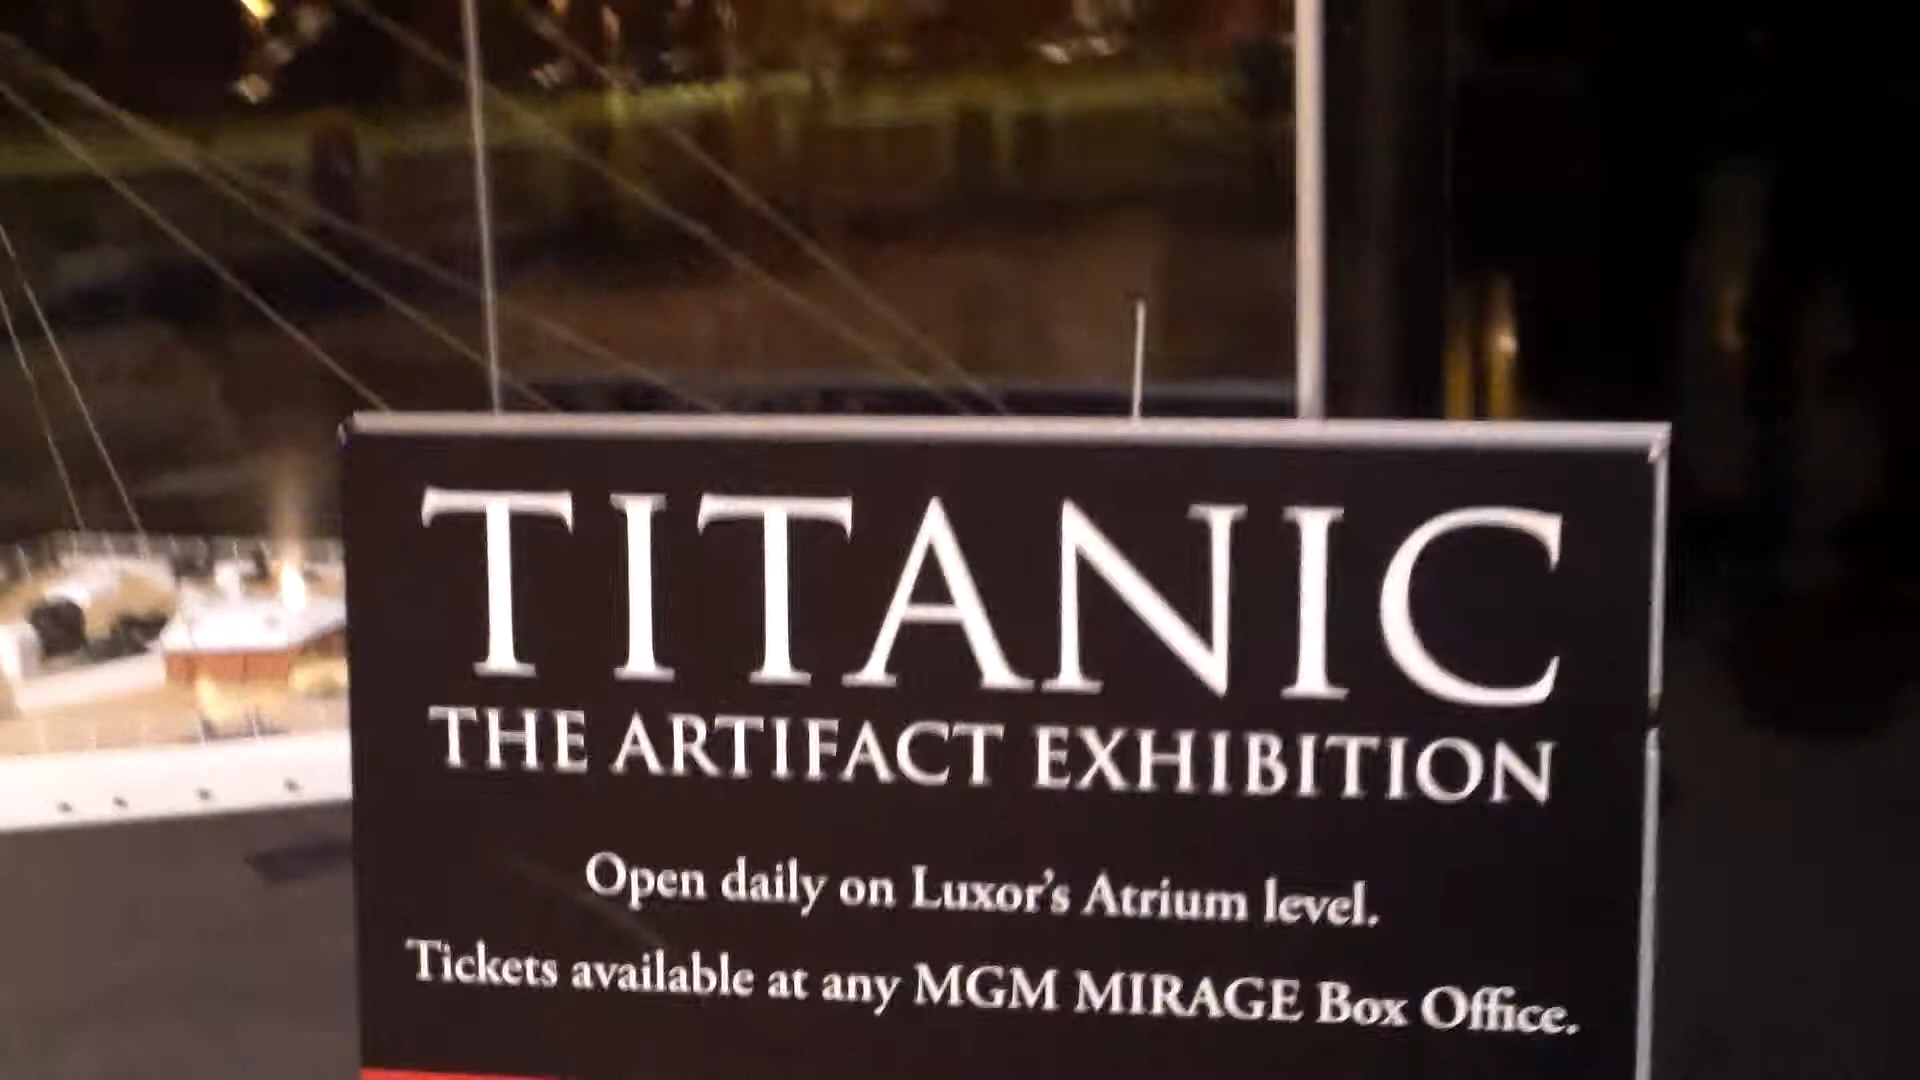 TITANIC
THE ARTIFACT EXHIBITION
Open daily on Luxor's Atrium level.
Tickets available at any MGM MIRAGE Box Office.